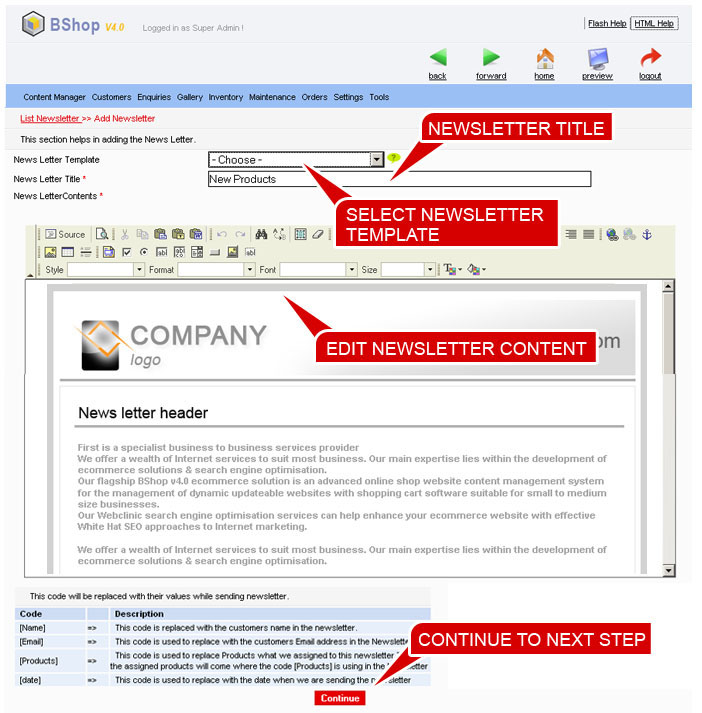 BShop V4.0 Logged in as Super Admin !
Flash Help HTML Help
back forward home preview logout
Content Manager Customers Enquiries Gallery Inventory Maintenance Orders Settings Tools
List Newsletter >> Add Newsletter
NEWSLETTER TITLE
This section helps in adding the News Letter.
News Letter Template - Choose - ?
News Letter Title * New Products
News LetterContents *
SELECT NEWSLETTER
TEMPLATE
Source
Style Format Font Size
COMPANY
logo
om
EDIT NEWSLETTER CONTENT
News letter header
First is a specialist business to business services provider
We offer a wealth of Internet services to suit most business. Our main expertise lies within the development of
ecommerce solutions & search engine optimisation.
Our flagship BShop v4.0 ecommerce solution is an advanced online shop website content management system
for the management of dynamic updateable websites with shopping cart software suitable for small to medium
size businesses.
Our Webclinic search engine optimisation services can help enhance your ecommerce website with effective
White Hat SEO approaches to Internet marketing.
We offer a wealth of Internet services to suit most business. Our main expertise lies within the development of
ecommerce solutions & search engine optimisation.
This code will be replaced with their values while sending newsletter.
Code Description
[Name] => This code is replaced with the customers name in the newsletter.
[Email] => This code is used to replace with the customers Email address in the Newslette
CONTINUE TO NEXT STEP
[Products] => This code is used to replace Products what we assigned to this newsletter
the assigned products will come where the code [Products] is using in the letter
[date] => This code is used to replace with the date when we are sending the newsletter
Continue